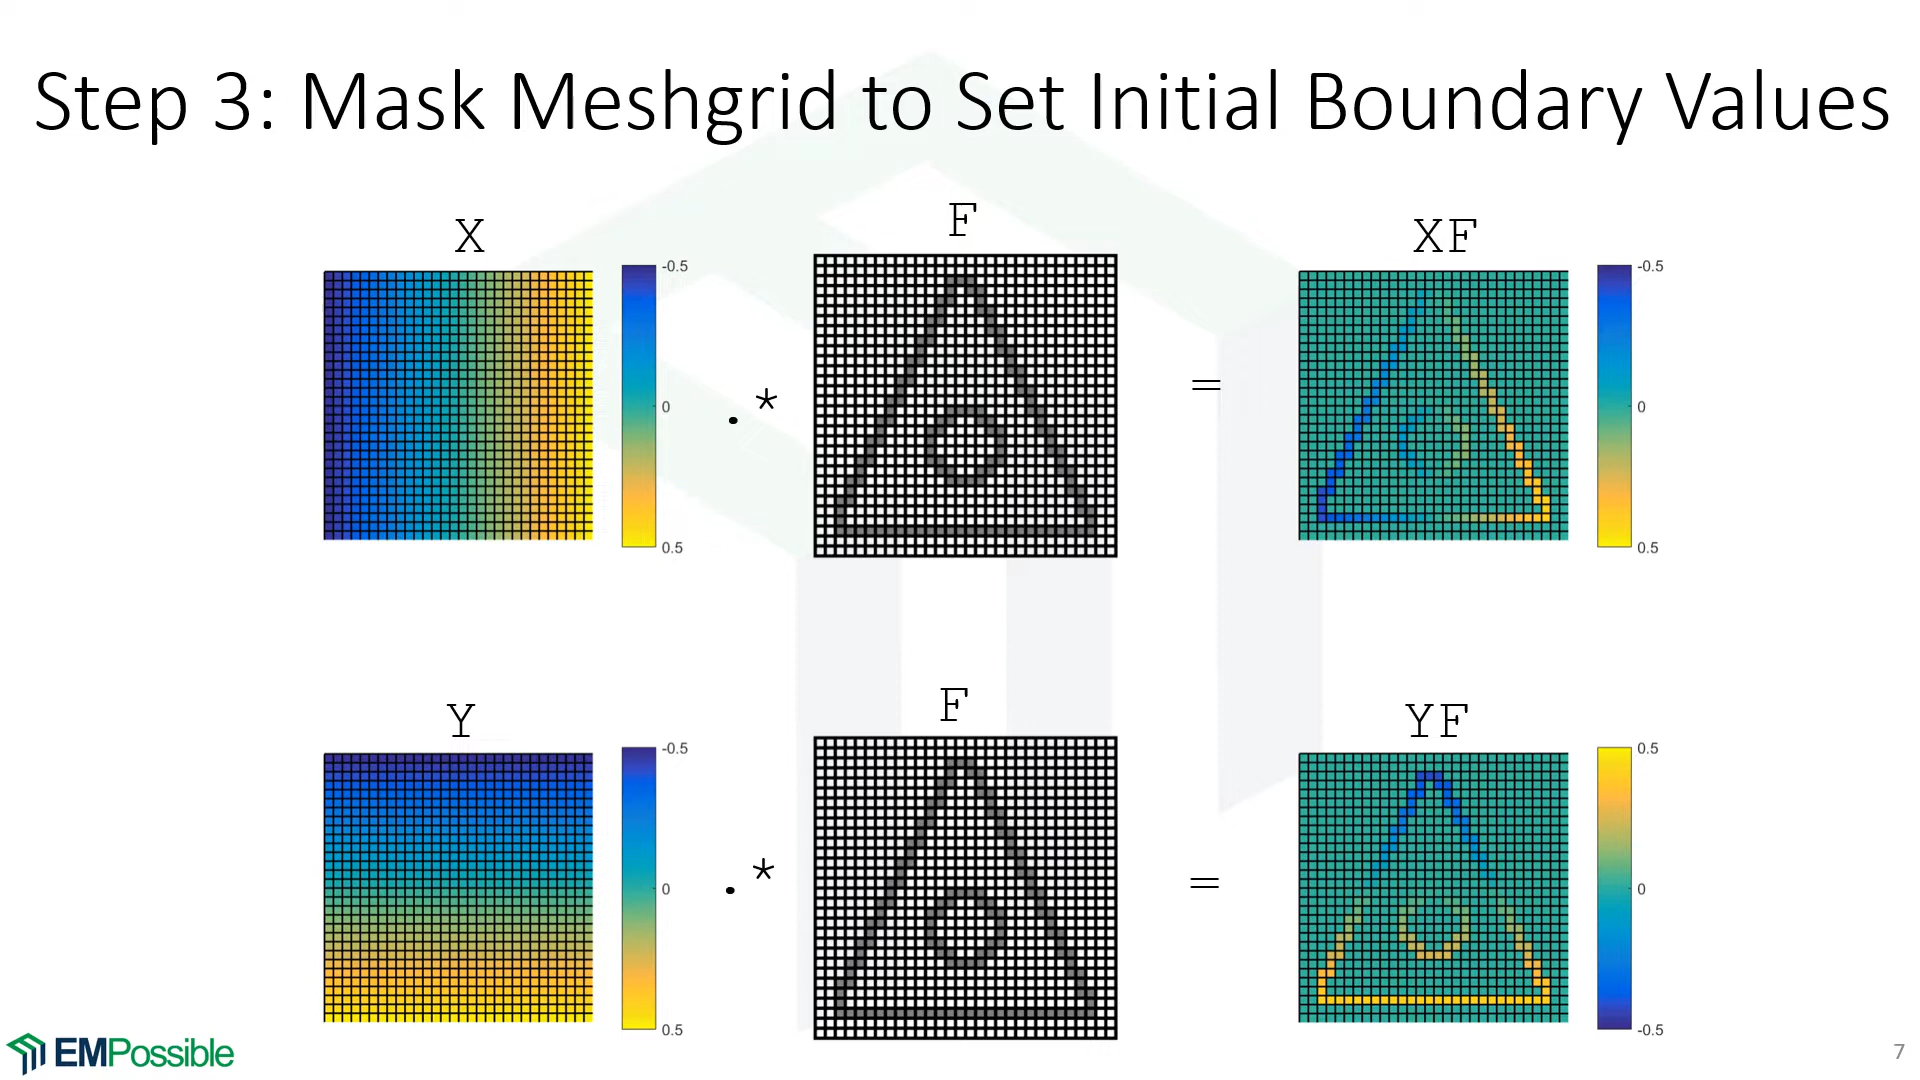 Step 3: Mask Meshgrid to Set Initial Boundary Values
X
F
XF
-0.5
0
0.5
.*
=
-0.5
0
0.5
Y
F
YF
-0.5
0
0.5
.*
=
0.5
0
-0.5
EMPossible
7